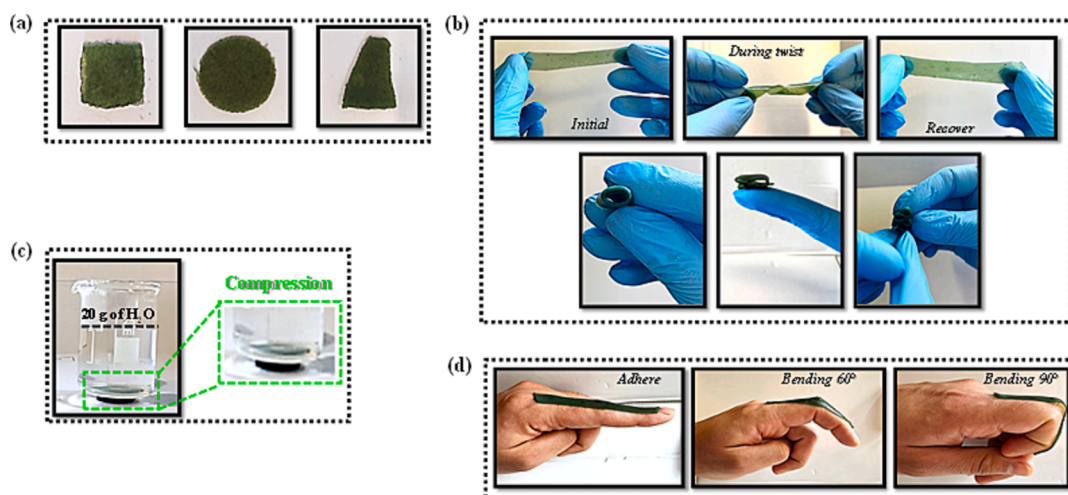 (a)
(b)
During twist
Initial
Recover
(c)
Compression
20 g of H₂O
(d)
Adhere
Bending 60°
Bending 90°